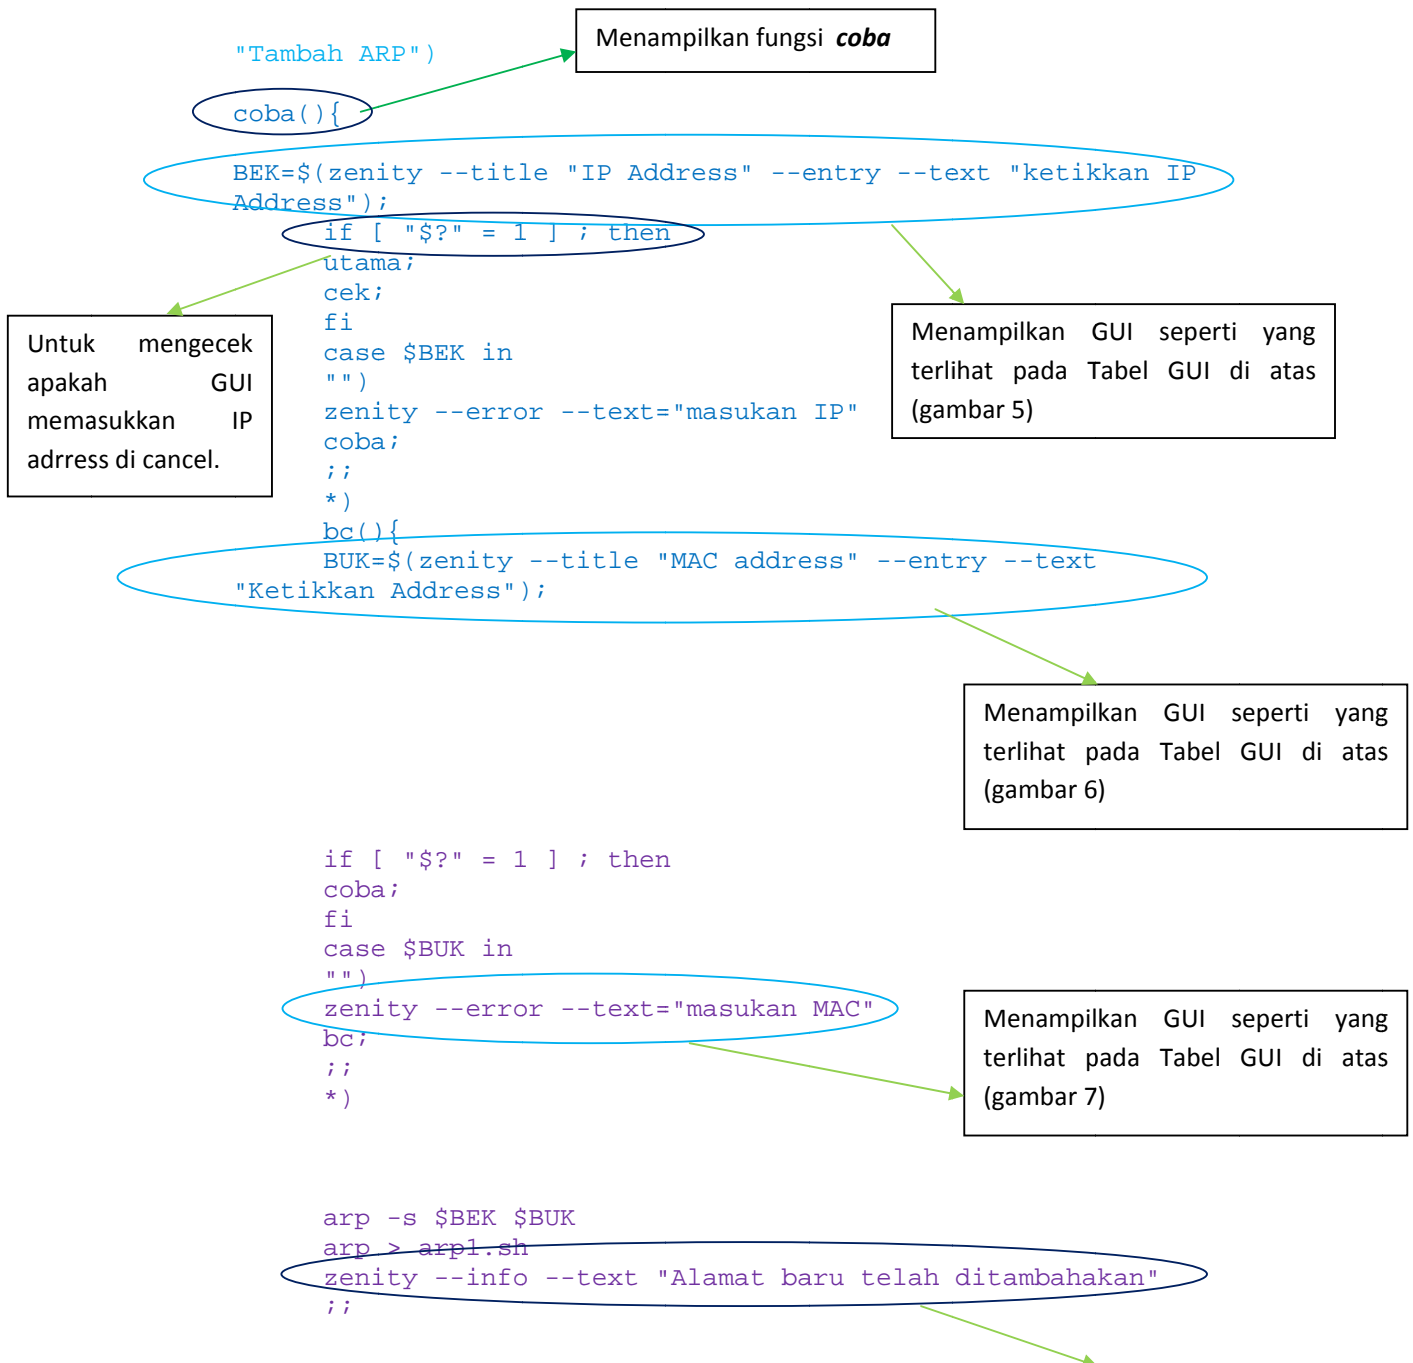 Menampilkan fungsi coba
"Tambah ARP")
coba(){
BEK=$(zenity --title "IP Address" --entry --text "ketikkan IP
Address");
if [ "$?" = 1 ] ; then
utama;
cek;
fi
case $BEK in
"")
zenity --error --text="masukan IP"
coba;
;;
*)
bc(){
Untuk mengecek
apakah GUI
memasukkan IP
adrress di cancel.
Menampilkan GUI seperti yang
terlihat pada Tabel GUI di atas
(gambar 5)
BUK=$(zenity --title "MAC address" --entry --text
"Ketikkan Address");
Menampilkan GUI seperti yang
terlihat pada Tabel GUI di atas
(gambar 6)
if [ "$?" = 1 ] ; then
coba;
fi
case $BUK in
"")
zenity --error --text="masukan MAC"
bc;
;;
*)
Menampilkan GUI seperti yang
terlihat pada Tabel GUI di atas
(gambar 7)
arp -s $BEK $BUK
arp > arp1.sh
zenity --info --text "Alamat baru telah ditambahakan"
;;